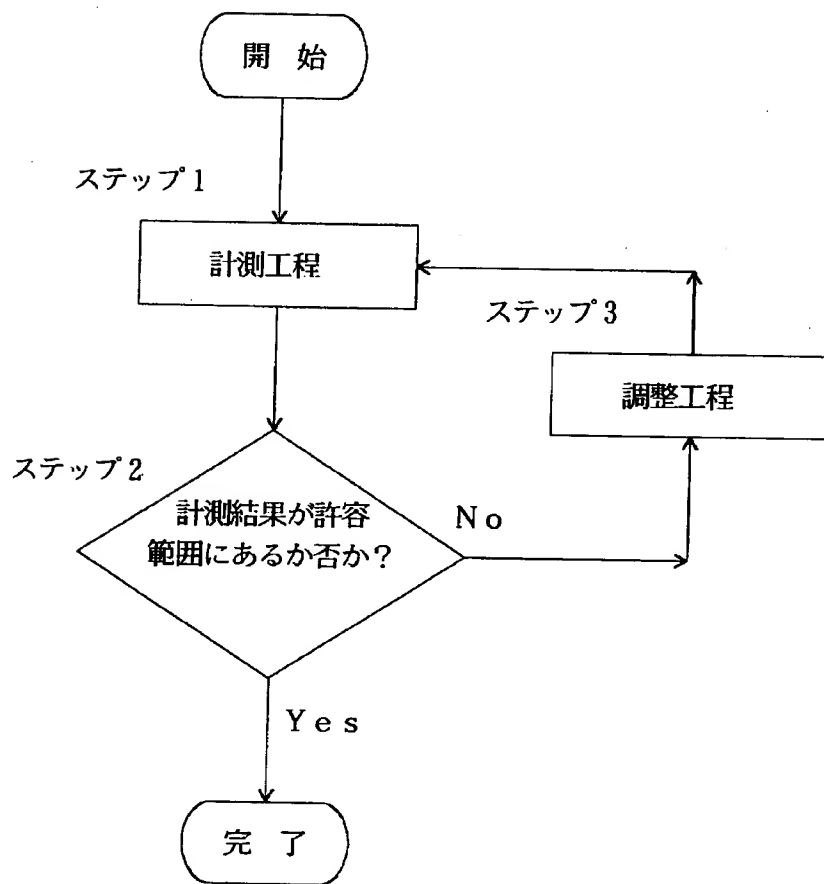 開 始
ステップ1
計測工程
ステップ3
調整工程
ステップ2
計測結果が許容
範囲にあるか否か?
No
Yes
完 了